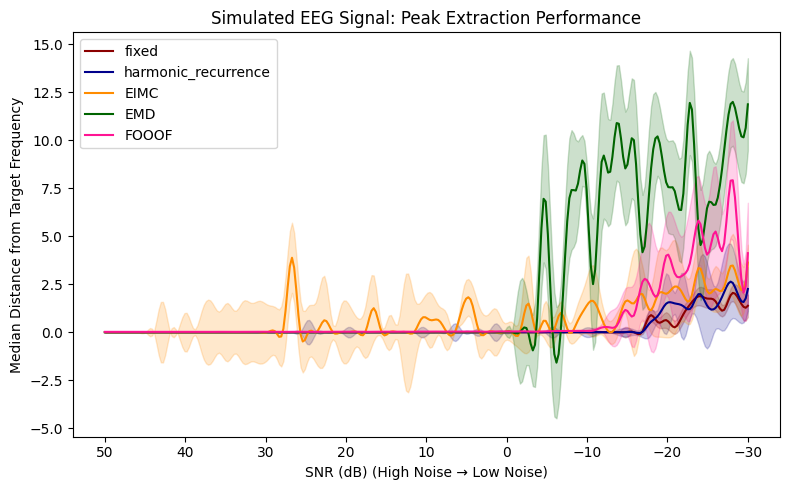 Simulated EEG Signal: Peak Extraction Performance
fixed
harmonic_recurrence
EIMC
EMD
FOOOF
Median Distance from Target Frequency
15.0
12.5
10.0
7.5
5.0
2.5
0.0
−2.5
−5.0
50 40 30 20 10 0 −10 −20 −30
SNR (dB) (High Noise → Low Noise)